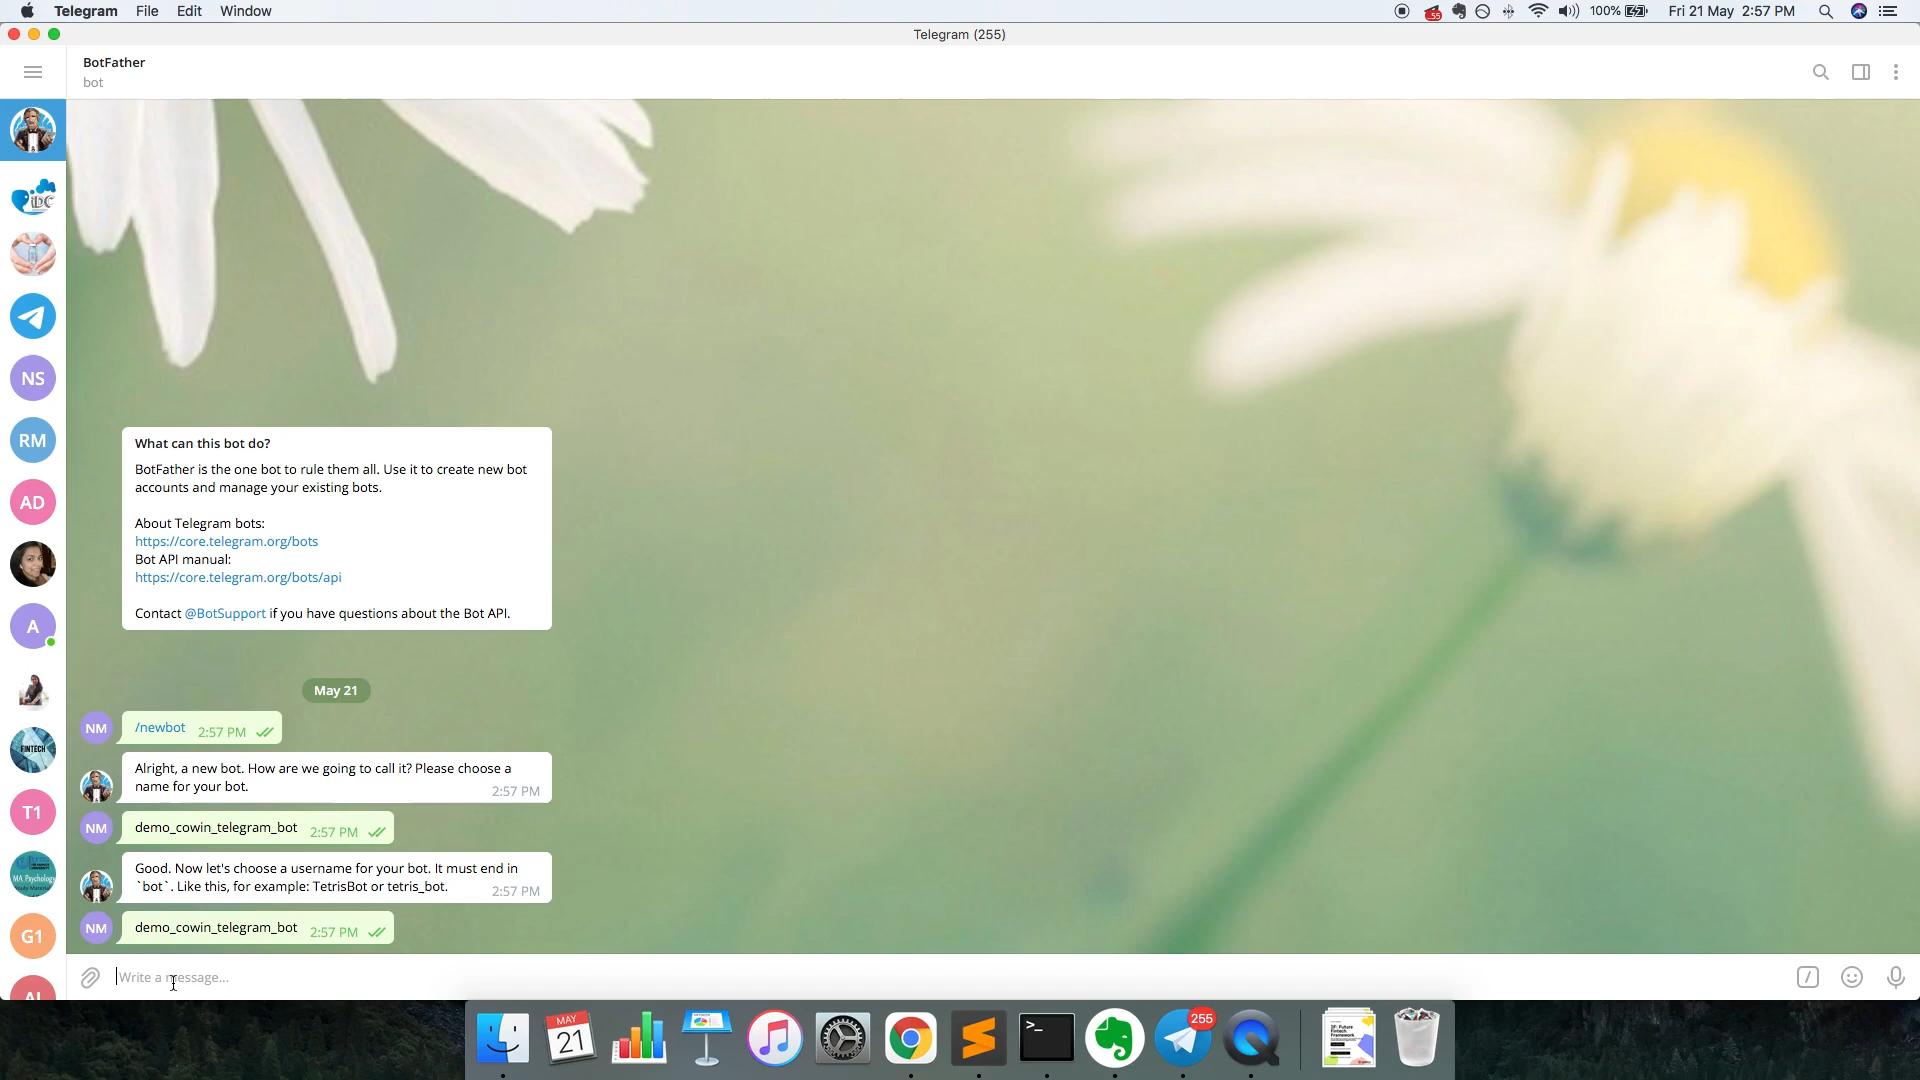 Telegram File Edit Window
55
100% Fri 21 May 2:57 PM
Telegram (255)
BotFather
bot
iDC
NS
RM
AD
A
FINTECH
T1
MA Psychology
G1
What can this bot do?
BotFather is the one bot to rule them all. Use it to create new bot
accounts and manage your existing bots.
About Telegram bots:
https://core.telegram.org/bots
Bot API manual:
https://core.telegram.org/bots/api
Contact @BotSupport if you have questions about the Bot API.
May 21
NM
/newbot 2:57 PM
Alright, a new bot. How are we going to call it? Please choose a
name for your bot. 2:57 PM
NM
demo_cowin_telegram_bot 2:57 PM
Good. Now let's choose a username for your bot. It must end in
`bot`. Like this, for example: TetrisBot or tetris_bot. 2:57 PM
NM
demo_cowin_telegram_bot 2:57 PM
Write a message...
MAY
21
>_
255